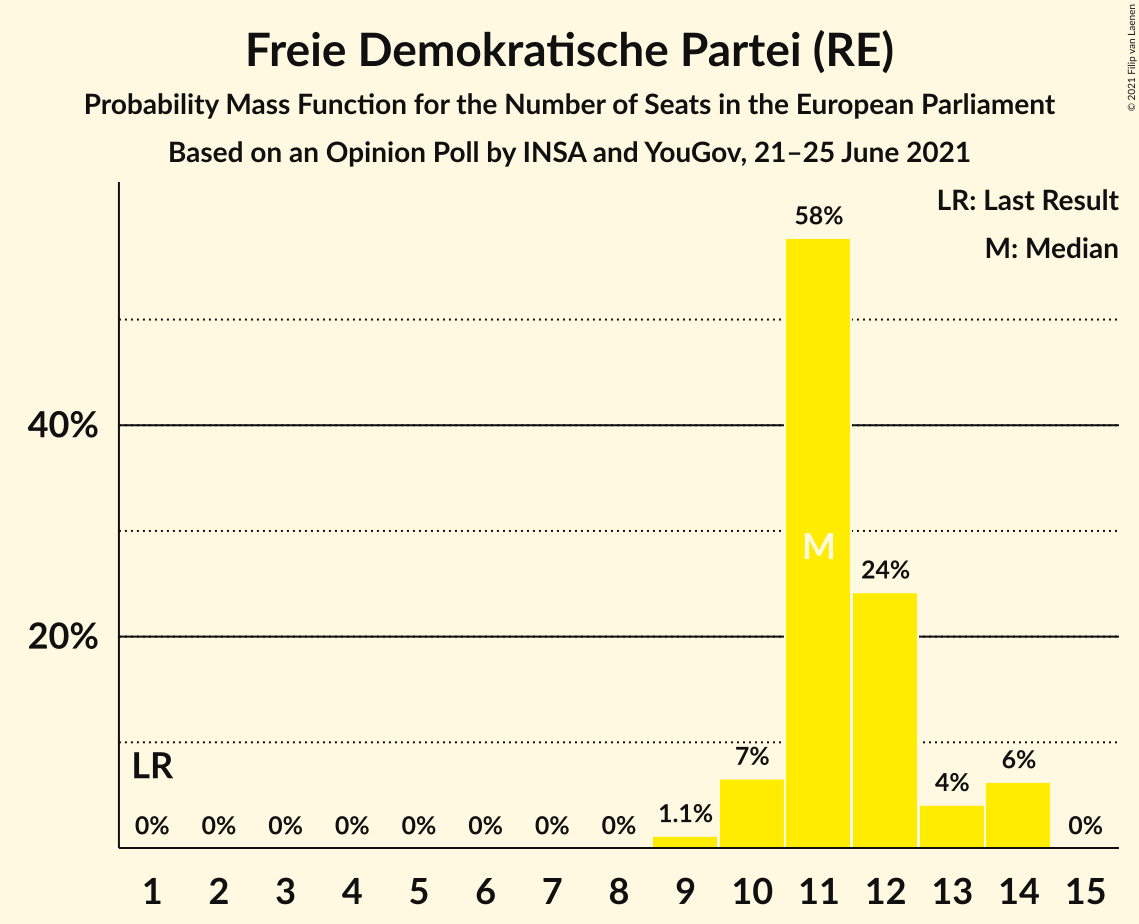 Freie Demokratische Partei (RE)
Probability Mass Function for the Number of Seats in the European Parliament
Based on an Opinion Poll by INSA and YouGov, 21–25 June 2021
© 2021 Filip van Laenen
LR: Last Result
M: Median
58%
40%
M
24%
20%
LR
7%
6%
4%
1.1%
0% 0% 0% 0% 0% 0% 0% 0% 0%
1 2 3 4 5 6 7 8 9 10 11 12 13 14 15